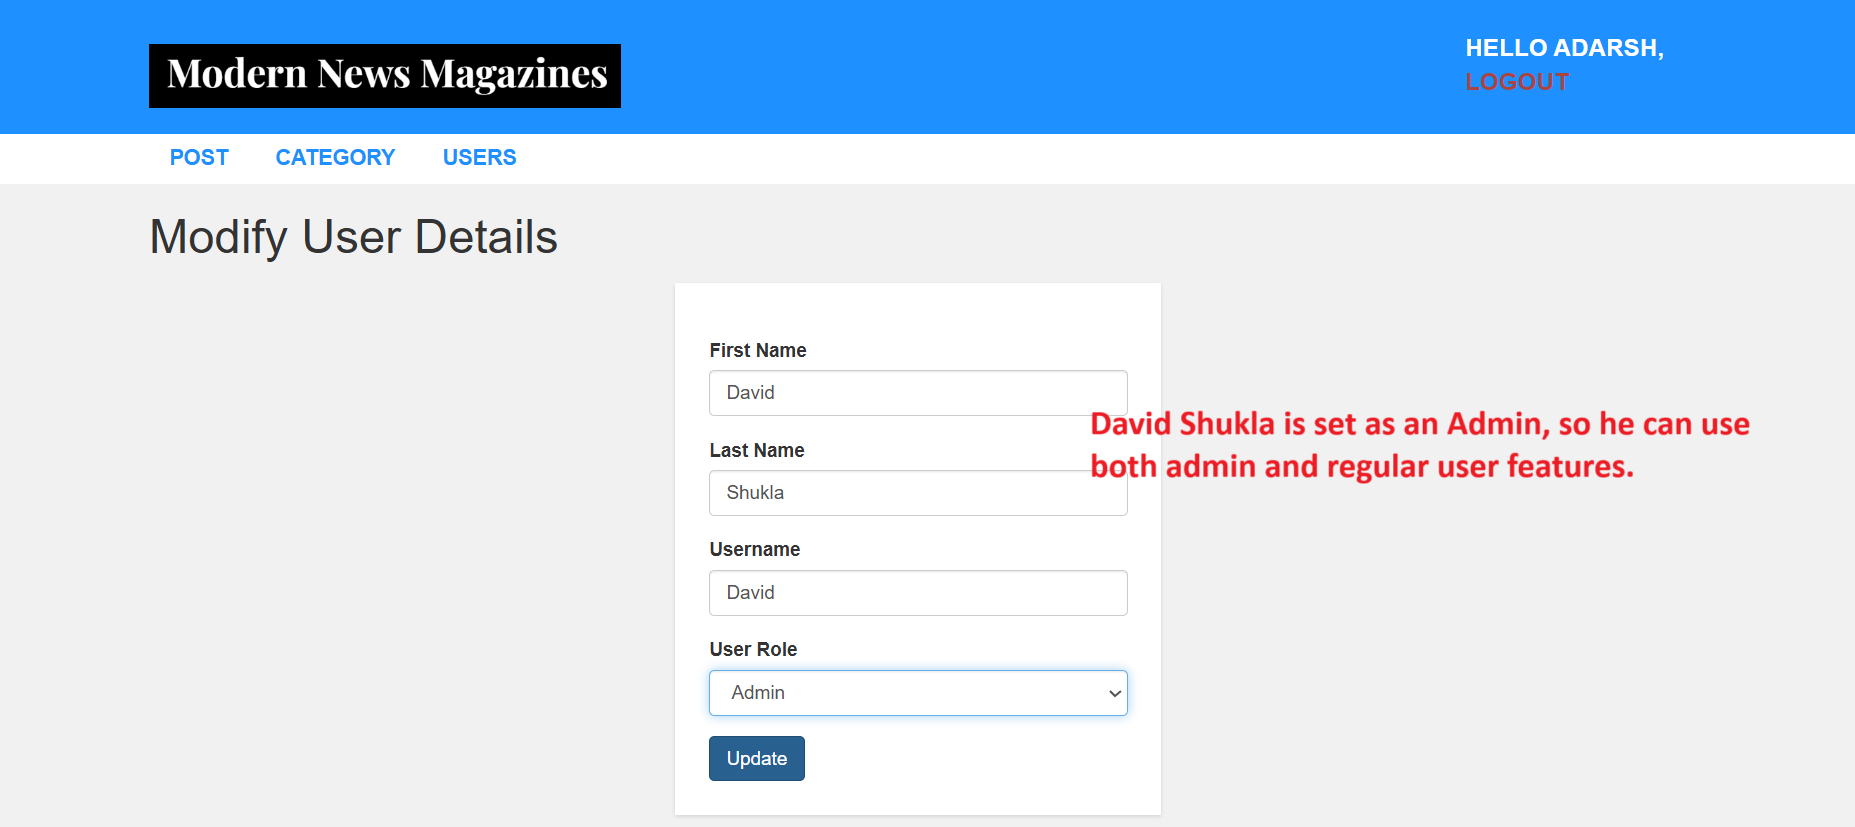 Modern News Magazines
HELLO ADARSH,
LOGOUT
POST CATEGORY USERS
Modify User Details
First Name
David
David Shukla is set as an Admin, so he can use
both admin and regular user features.
Last Name
Shukla
Username
David
User Role
Admin
Update